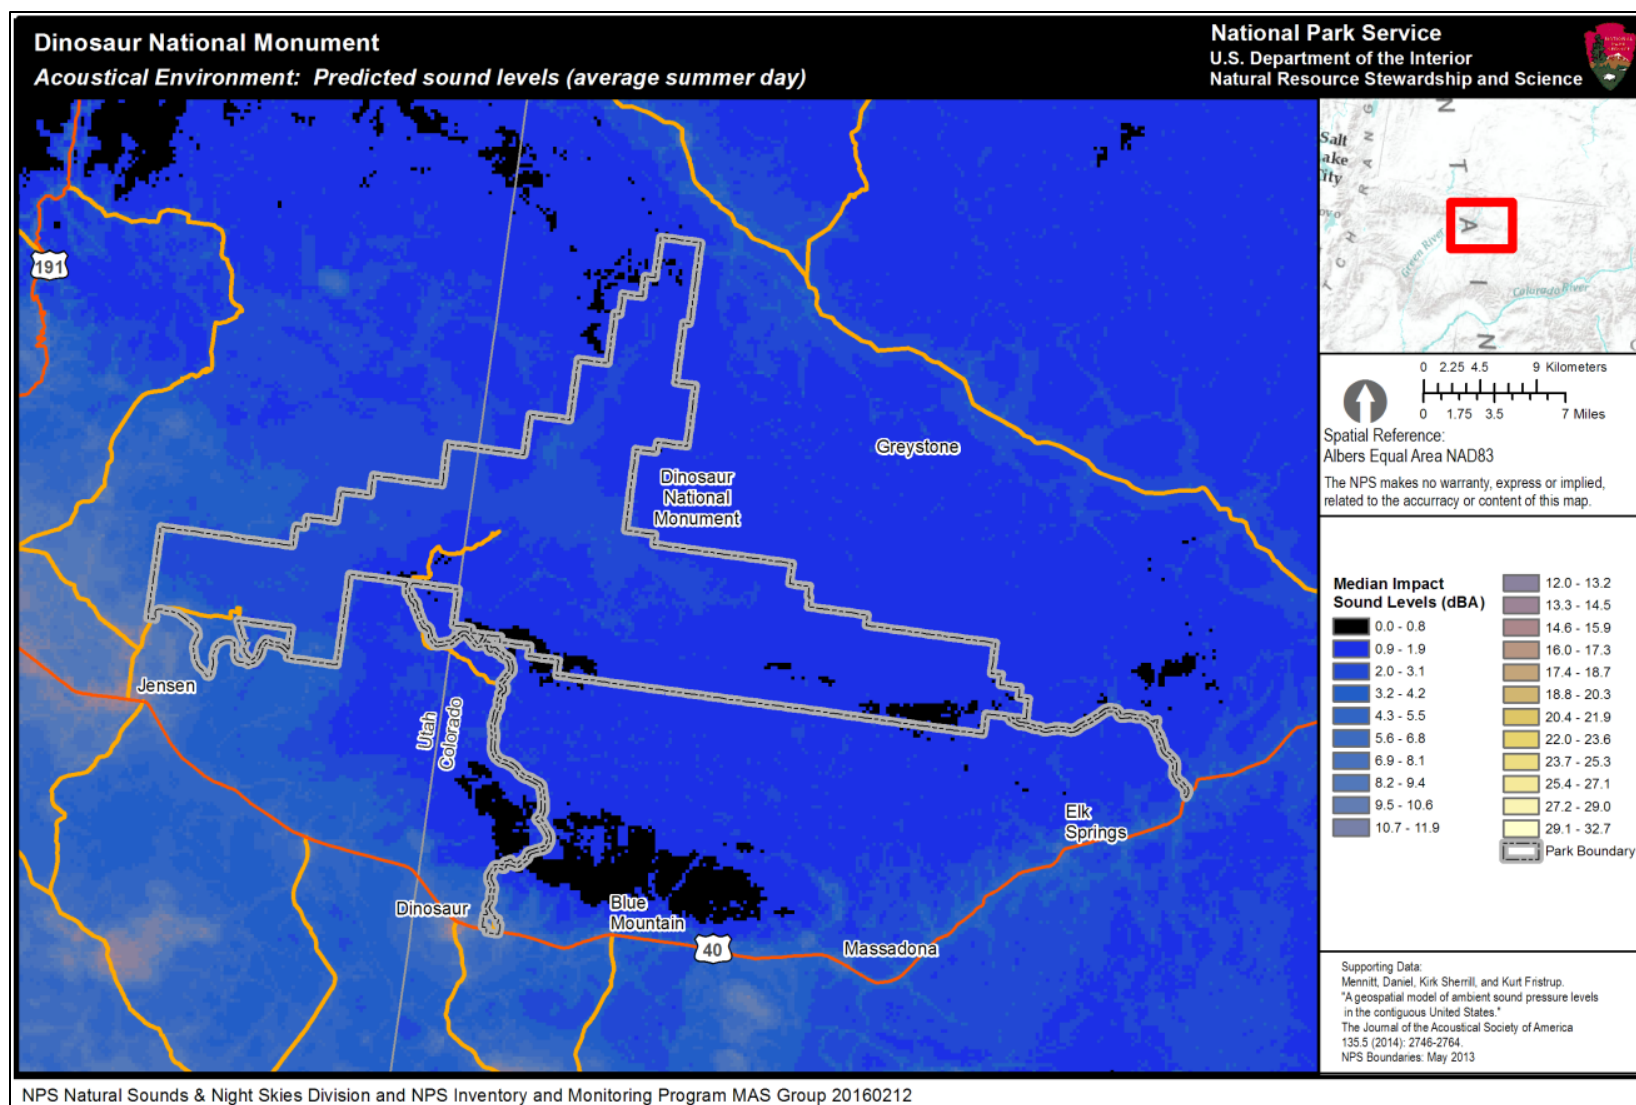 Dinosaur National Monument
Acoustical Environment: Predicted sound levels (average summer day)
National Park Service
U.S. Department of the Interior
Natural Resource Stewardship and Science
191
Greystone
Dinosaur
National
Monument
Jensen
Utah
Colorado
Elk
Springs
Dinosaur
Blue
Mountain
40
Massadona
Salt
Lake
City
Green River
Colorado River
0 2.25 4.5 9 Kilometers
0 1.75 3.5 7 Miles
Spatial Reference:
Albers Equal Area NAD83
The NPS makes no warranty, express or implied,
related to the accurracy or content of this map.
Median Impact
Sound Levels (dBA)
0.0 - 0.8
0.9 - 1.9
2.0 - 3.1
3.2 - 4.2
4.3 - 5.5
5.6 - 6.8
6.9 - 8.1
8.2 - 9.4
9.5 - 10.6
10.7 - 11.9
12.0 - 13.2
13.3 - 14.5
14.6 - 15.9
16.0 - 17.3
17.4 - 18.7
18.8 - 20.3
20.4 - 21.9
22.0 - 23.6
23.7 - 25.3
25.4 - 27.1
27.2 - 29.0
29.1 - 32.7
Park Boundary
Supporting Data:
Mennitt, Daniel, Kirk Sherrill, and Kurt Fristrup.
"A geospatial model of ambient sound pressure levels
in the contiguous United States."
The Journal of the Acoustical Society of America
135.5 (2014): 2746-2764.
NPS Boundaries: May 2013
NPS Natural Sounds & Night Skies Division and NPS Inventory and Monitoring Program MAS Group 20160212